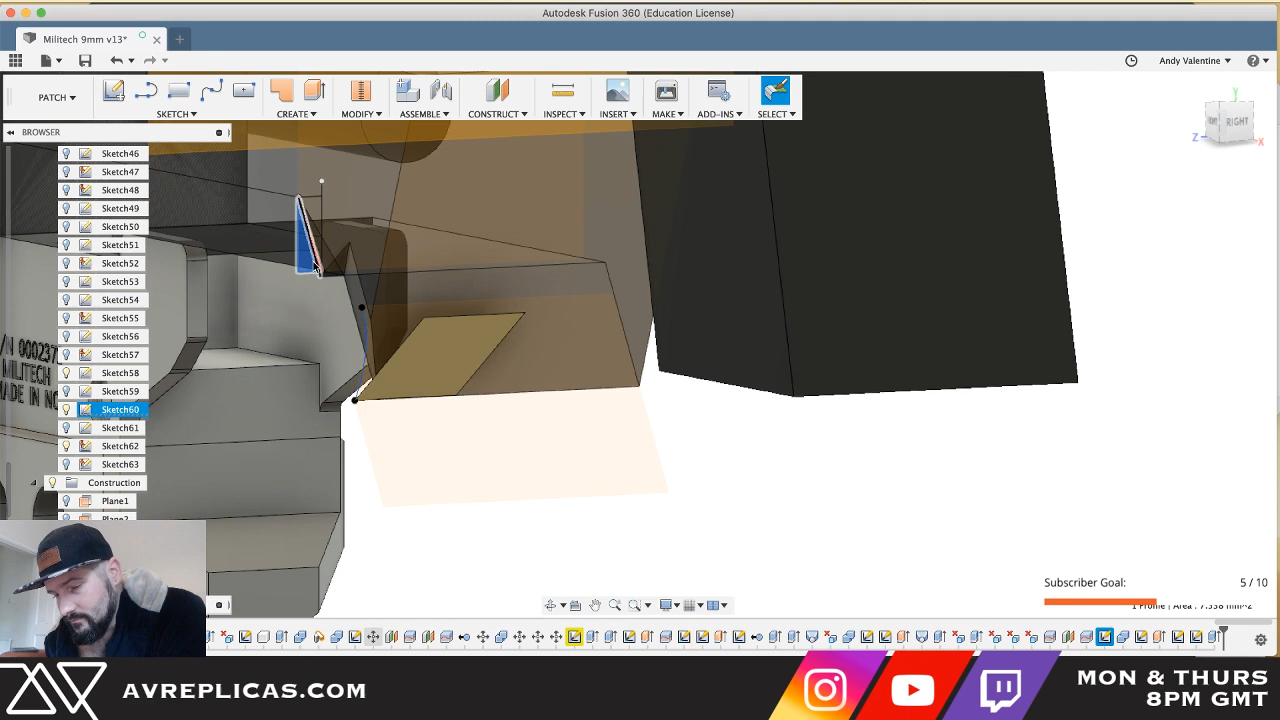 Autodesk Fusion 360 (Education License)
Militech 9mm v13*
Andy Valentine
PATCH
SKETCH
CREATE
MODIFY
ASSEMBLE
CONSTRUCT
INSPECT
INSERT
MAKE
ADD-INS
SELECT
BROWSER
Sketch46
Sketch47
Sketch48
Sketch49
Sketch50
Sketch51
Sketch52
Sketch53
Sketch54
Sketch55
Sketch56
Sketch57
Sketch58
Sketch59
Sketch60
Sketch61
Sketch62
Sketch63
Construction
Plane1
Y
RIGHT
Z
X
MILITECH
Subscriber Goal: 5 / 10
AVREPLICAS.COM
MON & THURS
8PM GMT